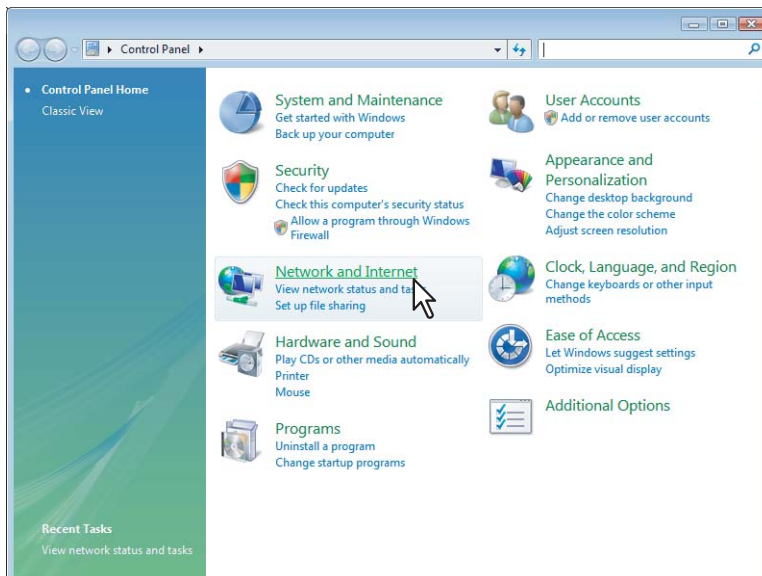 Control Panel
Control Panel Home
Classic View
System and Maintenance
Get started with Windows
Back up your computer
Security
Check for updates
Check this computer's security status
Allow a program through Windows
Firewall
Network and Internet
View network status and
Set up file sharing
Hardware and Sound
Play CDs or other media automatically
Printer
Mouse
Programs
Uninstall a program
Change startup programs
User Accounts
Add or remove user accounts
Appearance and
Personalization
Change desktop background
Change the color scheme
Adjust screen resolution
Clock, Language, and Region
Change keyboards or other input
methods
Ease of Access
Let Windows suggest settings
Optimize visual display
Additional Options
Recent Tasks
View network status and tasks